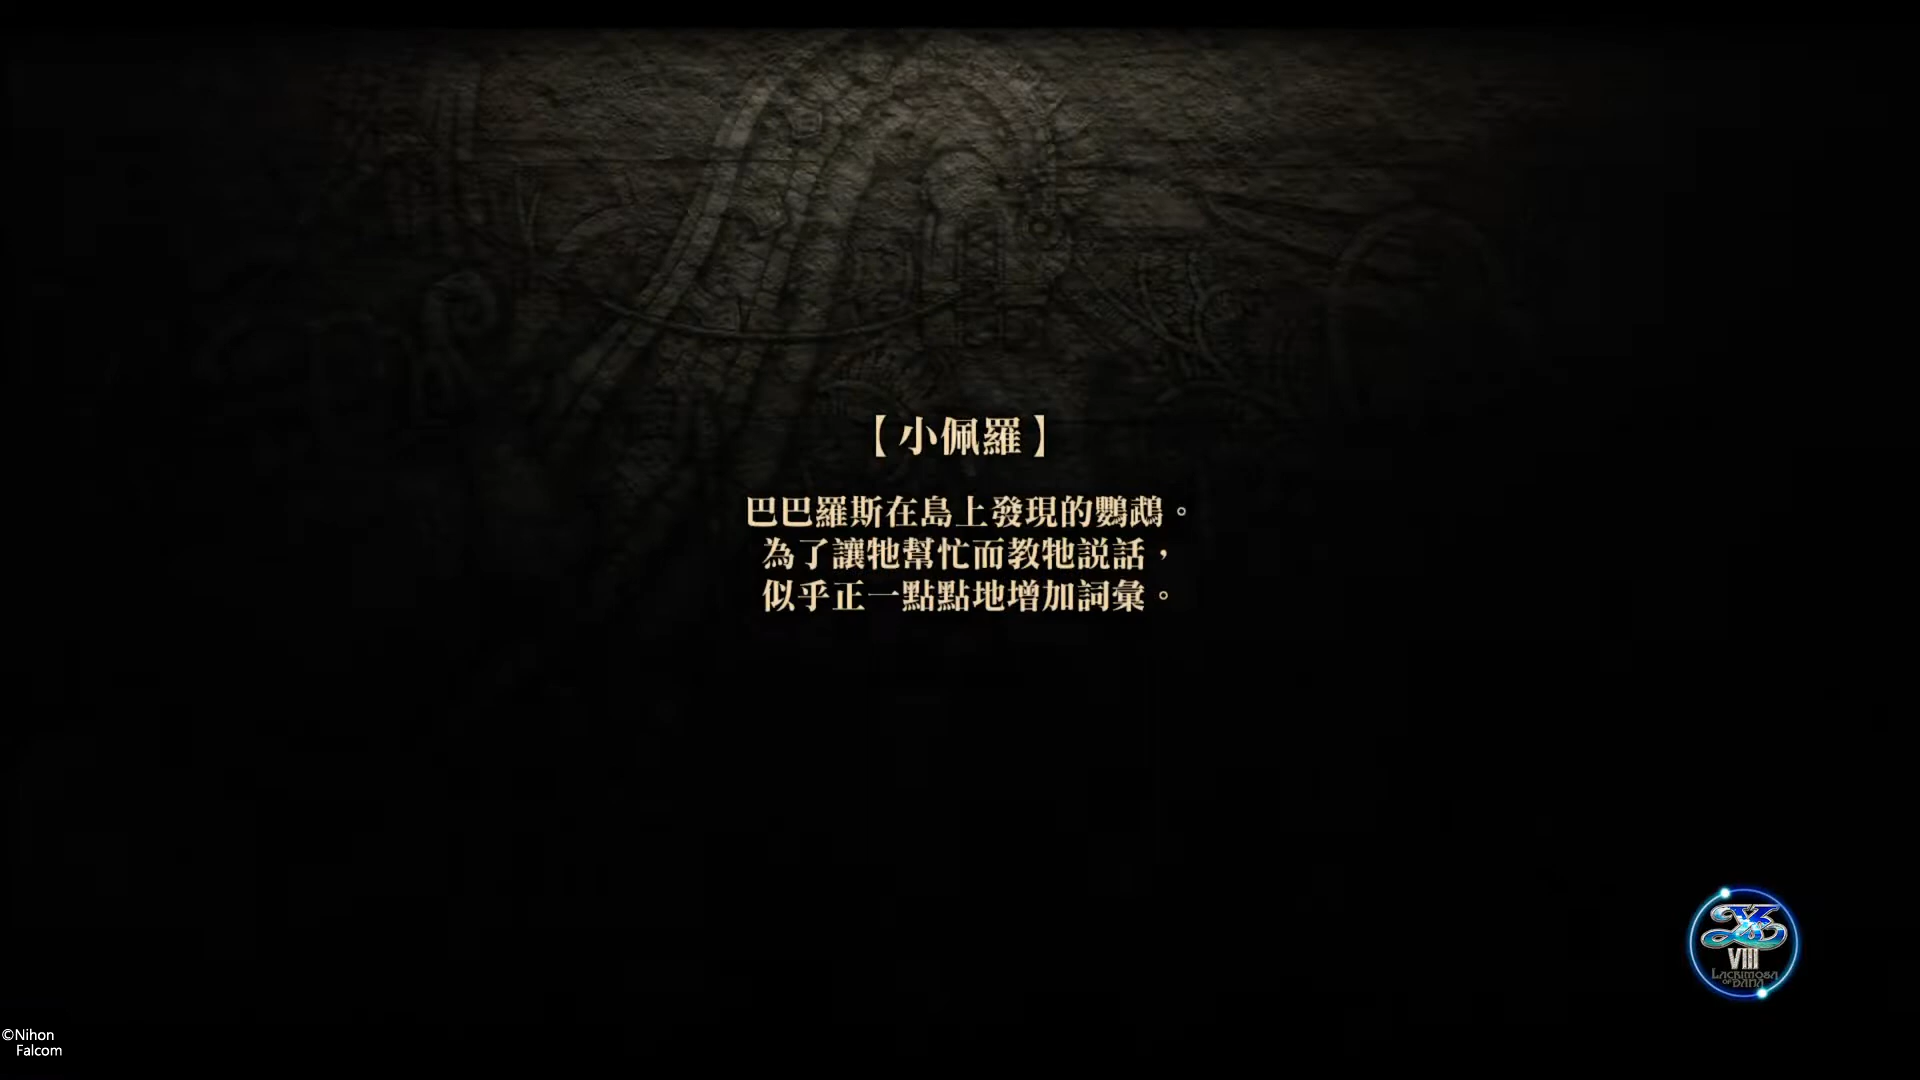 【小佩羅】
巴巴羅斯在島上發現的鸚鵡。
為了讓牠幫忙而教牠説話，
似乎正一點點地增加詞彙。
Ys
VIII
LACRIMOSA
OF DANA
©Nihon
Falcom